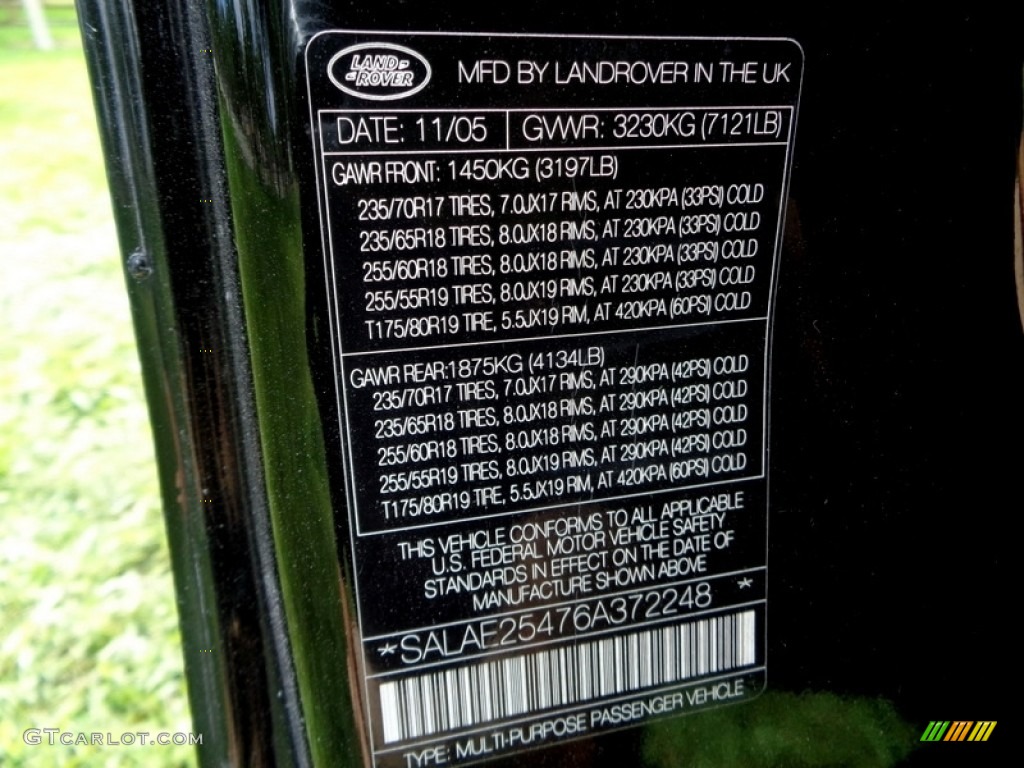 LAND
ROVER
MFD BY LANDROVER IN THE UK
DATE: 11/05 GVWR: 3230KG (7121LB)
GAWR FRONT: 1450KG (3197LB)
235/70R17 TIRES, 7.0JX17 RIMS, AT 230KPA (33PSI) COLD
235/65R18 TIRES, 8.0JX18 RIMS, AT 230KPA (33PSI) COLD
255/60R18 TIRES, 8.0JX18 RIMS, AT 230KPA (33PSI) COLD
255/55R19 TIRES, 8.0JX19 RIMS, AT 230KPA (33PSI) COLD
T175/80R19 TIRE, 5.5JX19 RIM, AT 420KPA (60PSI) COLD
GAWR REAR:1875KG (4134LB)
235/70R17 TIRES, 7.0JX17 RIMS, AT 290KPA (42PSI) COLD
235/65R18 TIRES, 8.0JX18 RIMS, AT 290KPA (42PSI) COLD
255/60R18 TIRES, 8.0JX18 RIMS, AT 290KPA (42PSI) COLD
255/55R19 TIRES, 8.0JX19 RIMS, AT 290KPA (42PSI) COLD
T175/80R19 TIRE, 5.5JX19 RIM, AT 420KPA (60PSI) COLD
THIS VEHICLE CONFORMS TO ALL APPLICABLE
U.S. FEDERAL MOTOR VEHICLE SAFETY
STANDARDS IN EFFECT ON THE DATE OF
MANUFACTURE SHOWN ABOVE
*SALAE25476A372248 *
TYPE: MULTI-PURPOSE PASSENGER VEHICLE
GTCARLOT.COM